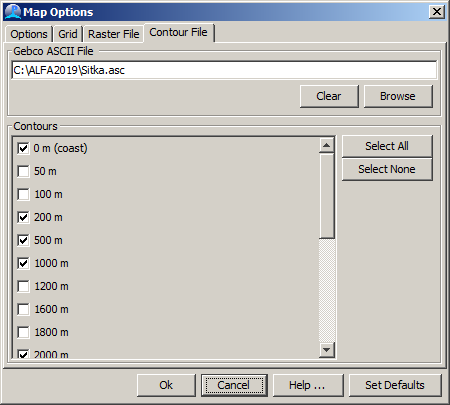 Map Options
Options Grid Raster File Contour File
Gebco ASCII File
C:\ALFA2019\Sitka.asc
Clear Browse
Contours
0 m (coast)
50 m
100 m
200 m
500 m
1000 m
1200 m
1600 m
1800 m
2000 m
Select All
Select None
Ok Cancel Help ... Set Defaults